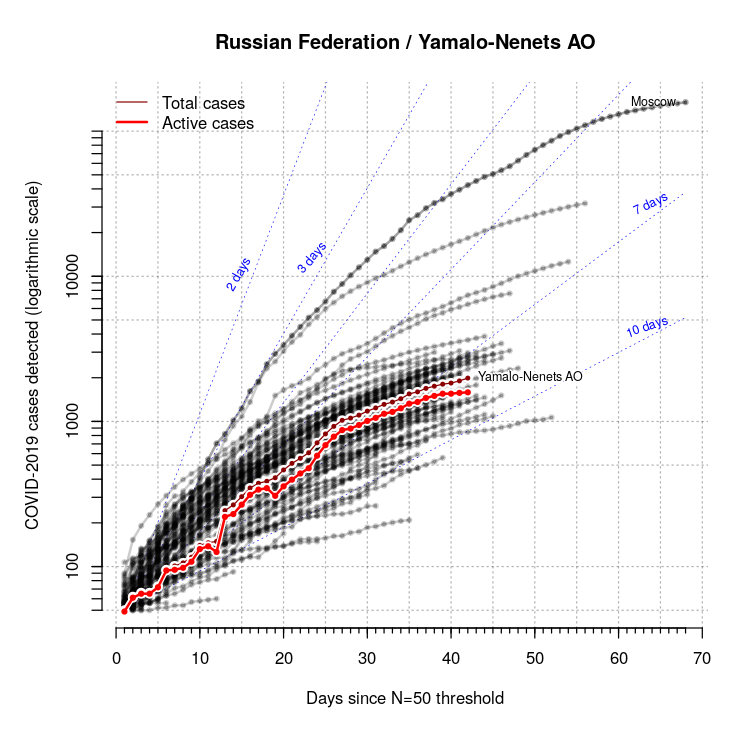 Russian Federation / Yamalo-Nenets AO
Total cases
Active cases
Moscow
2 days
3 days
7 days
10 days
Yamalo-Nenets AO
COVID-2019 cases detected (logarithmic scale)
10000
1000
100
0 10 20 30 40 50 60 70
Days since N=50 threshold